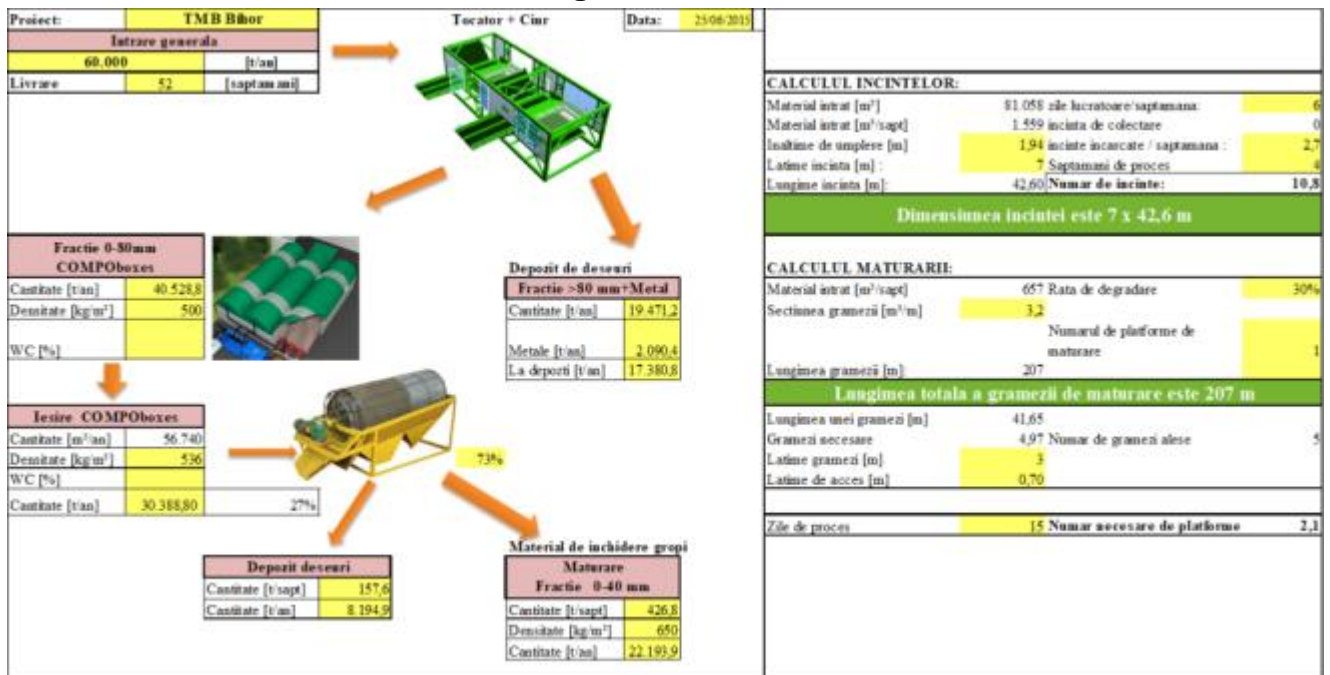 Proiect: TMB Bihor
Tocator + Ciur
Data: 25/06/2015
Intrare generala
60.000 [t/an]
Livrare 52 [saptamani]
Fractie 0-80mm
COMPOboxes
Cantitate [t/an] 40.528,8
Densitate [kg/m³] 500
WC [%]
Depozit de deseuri
Fractie >80 mm+Metal
Cantitate [t/an] 19.471,2
Metale [t/an] 2.090,4
La depozti [t/an] 17.380,8
Iesire COMPOboxes
Cantitate [m³/an] 56.740
Densitate [kg/m³] 536
WC [%]
Cantitate [t/an] 30.388,80 27%
73%
Depozit deseuri
Cantitate [t/sapt] 157,6
Cantitate [t/an] 8.194,9
Material de inchidere gropi
Maturare
Fractie 0-40 mm
Cantitate [t/sapt] 426,8
Densitate [kg/m³] 650
Cantitate [t/an] 22.193,9
CALCULUL INCINTELOR:
Material intrat [m³] 81.058 zile lucratoare/saptamana: 6
Material intrat [m³/sapt] 1.559 incinta de colectare 0
Inaltime de umplere [m] 1,94 incinte incarcate / saptamana : 2,7
Latime incinta [m] : 7 Saptamani de proces 4
Lungime incinta [m]: 42,60 Numar de incinte: 10,8
Dimensiunea incintei este 7 x 42,6 m
CALCULUL MATURARII:
Material intrat [m³/sapt] 657 Rata de degradare 30%
Sectiunea gramezii [m³/m] 3,2
Numarul de platforme de
maturare 1
Lungimea gramezii [m] 207
Lungimea totala a gramezii de maturare este 207 m
Lungimea unei gramezi [m] 41,65
Gramezi necesare 4,97 Numar de gramezi alese 5
Latime gramezi [m] 3
Latime de acces [m] 0,70
Zile de proces 15 Numar necesare de platforme 2,1